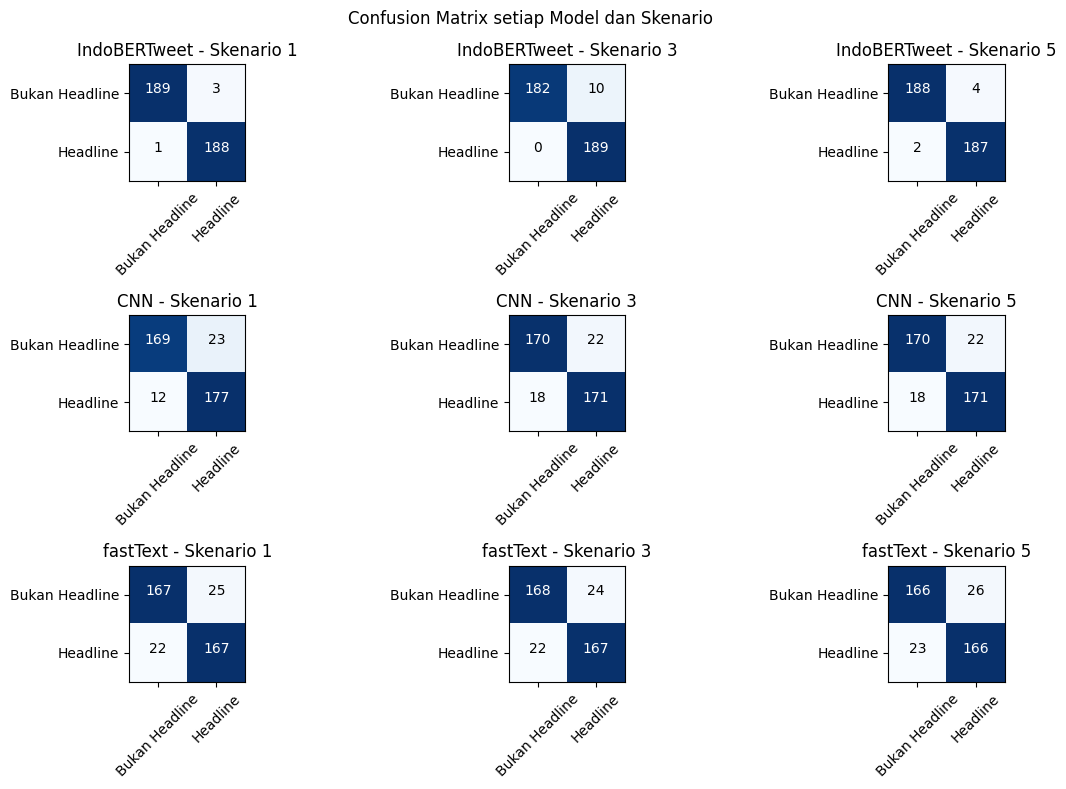 Confusion Matrix setiap Model dan Skenario
IndoBERTweet - Skenario 1
Bukan Headline
189 3
Headline
1 188
Bukan Headline
Headline
IndoBERTweet - Skenario 3
Bukan Headline
182 10
Headline
0 189
Bukan Headline
Headline
IndoBERTweet - Skenario 5
Bukan Headline
188 4
Headline
2 187
Bukan Headline
Headline
CNN - Skenario 1
Bukan Headline
169 23
Headline
12 177
Bukan Headline
Headline
CNN - Skenario 3
Bukan Headline
170 22
Headline
18 171
Bukan Headline
Headline
CNN - Skenario 5
Bukan Headline
170 22
Headline
18 171
Bukan Headline
Headline
fastText - Skenario 1
Bukan Headline
167 25
Headline
22 167
Bukan Headline
Headline
fastText - Skenario 3
Bukan Headline
168 24
Headline
22 167
Bukan Headline
Headline
fastText - Skenario 5
Bukan Headline
166 26
Headline
23 166
Bukan Headline
Headline